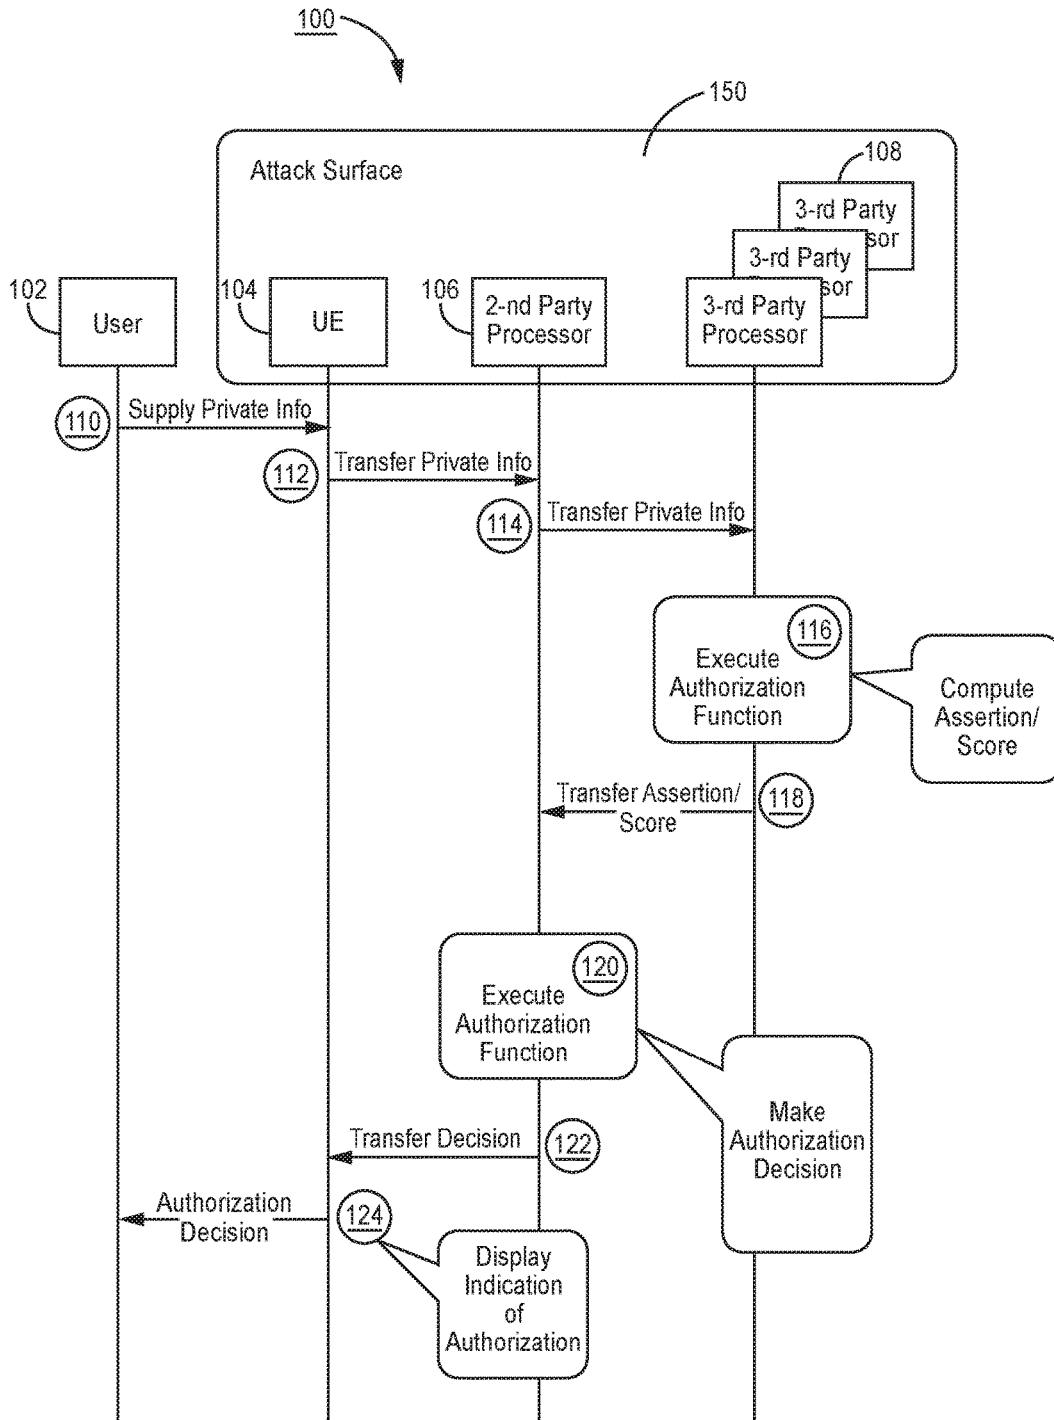 100
150
Attack Surface
108
3-rd Party
sor
3-rd Party
sor
102
User
104
UE
106
2-nd Party
Processor
3-rd Party
Processor
110
Supply Private Info
112
Transfer Private Info
114
Transfer Private Info
116
Execute
Authorization
Function
Compute
Assertion/
Score
Transfer Assertion/
Score
118
120
Execute
Authorization
Function
Make
Authorization
Decision
Transfer Decision
122
Authorization
Decision
124
Display
Indication
of
Authorization